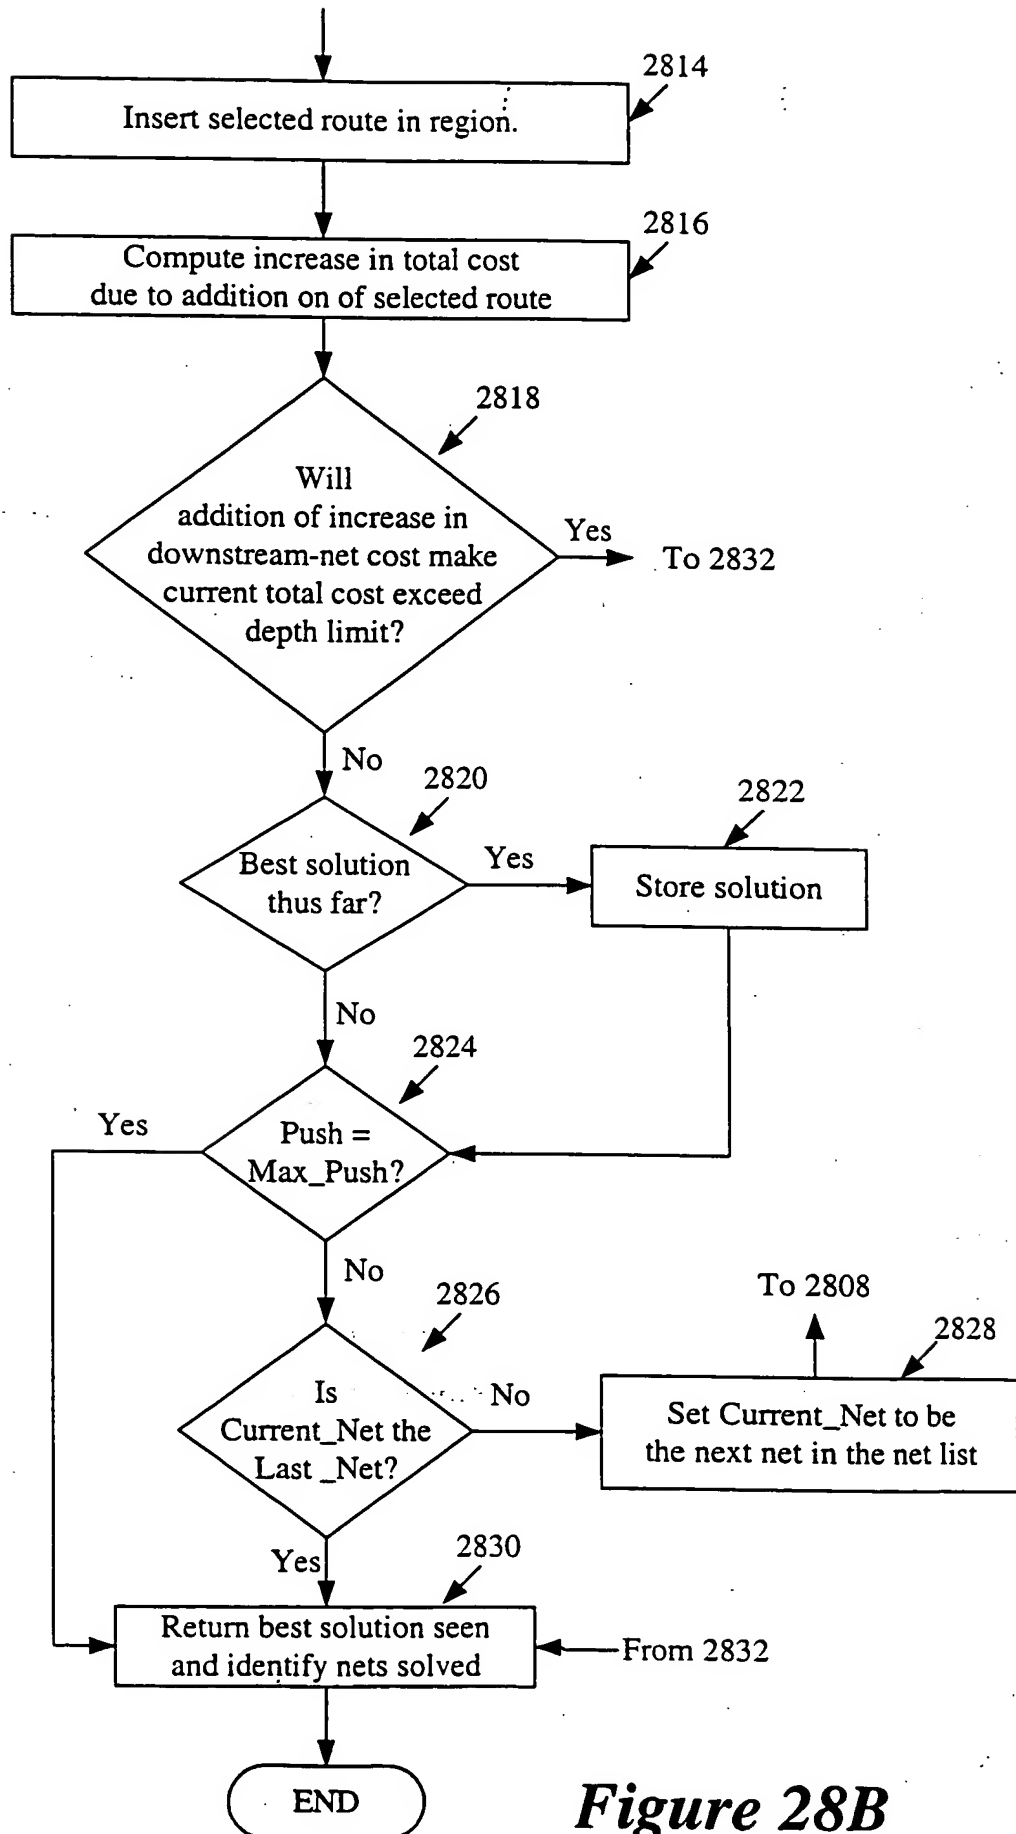 2814
Insert selected route in region.
2816
Compute increase in total cost
due to addition on of selected route
2818
Will
addition of increase in
downstream-net cost make
current total cost exceed
depth limit?
Yes
To 2832
No
2820
2822
Best solution
thus far?
Yes
Store solution
No
2824
Yes
Push =
Max_Push?
No
2826
To 2808
2828
Is
Current_Net the
Last _Net?
No
Set Current_Net to be
the next net in the net list
Yes
2830
Return best solution seen
and identify nets solved
From 2832
END
Figure 28B